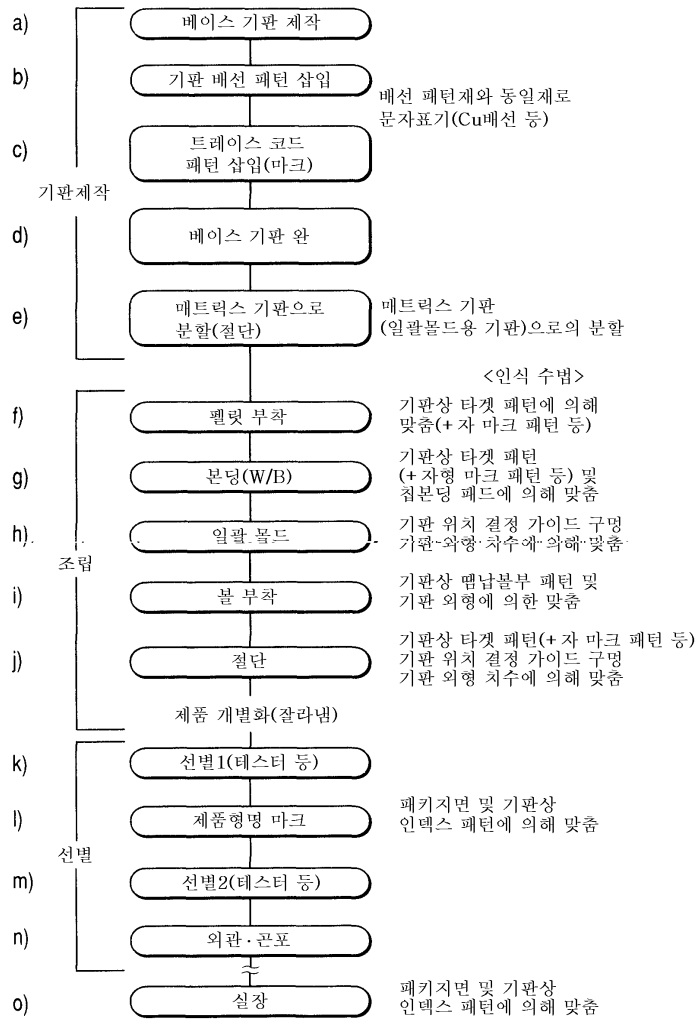 a)
베이스 기판 제작
b)
기판 배선 패턴 삽입
배선 패턴재와 동일재로
문자표기(Cu배선 등)
c)
트레이스 코드
패턴 삽입(마크)
기판제작
d)
베이스 기판 완
e)
매트릭스 기판으로
분할(절단)
매트릭스 기판
(일괄몰드용 기판)으로의 분할
<인식 수법>
f)
펠릿 부착
기판상 타겟 패턴에 의해
맞춤(+자 마크 패턴 등)
g)
본딩(W/B)
기판상 타겟 패턴
(+자형 마크 패턴 등) 및
칩본딩 패드에 의해 맞춤
h)
일괄 몰드
기판 위치 결정 가이드 구멍
기판 외형 치수에 의해 맞춤
조립
i)
볼 부착
기판상 땜납볼부 패턴 및
기판 외형에 의한 맞춤
j)
절단
기판상 타겟 패턴(+자 마크 패턴 등)
기판 위치 결정 가이드 구멍
기판 외형 치수에 의해 맞춤
제품 개별화(잘라냄)
k)
선별1(테스터 등)
l)
제품형명 마크
패키지면 및 기판상
인덱스 패턴에 의해 맞춤
선별
m)
선별2(테스터 등)
n)
외관·곤포
o)
실장
패키지면 및 기판상
인덱스 패턴에 의해 맞춤